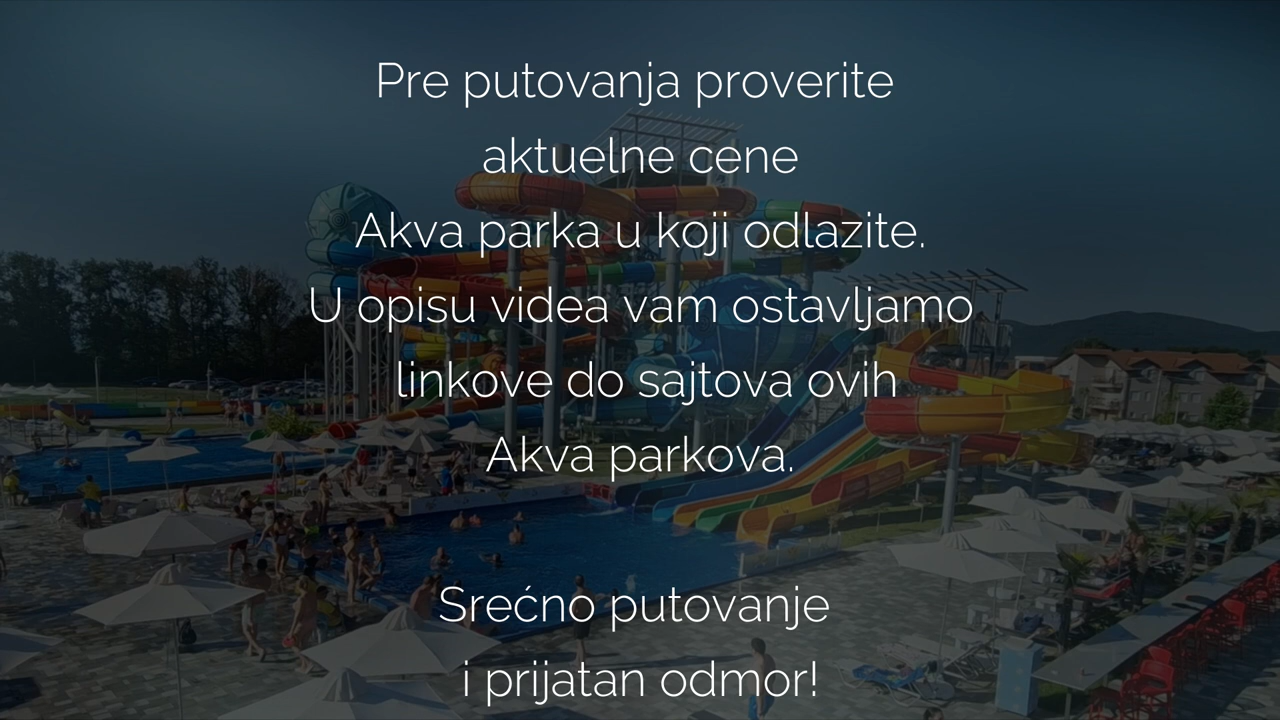 Pre putovanja proverite
aktuelne cene
Akva parka u koji odlazite.
U opisu videa vam ostavljamo
linkove do sajtova ovih
Akva parkova.
Srećno putovanje
i prijatan odmor!